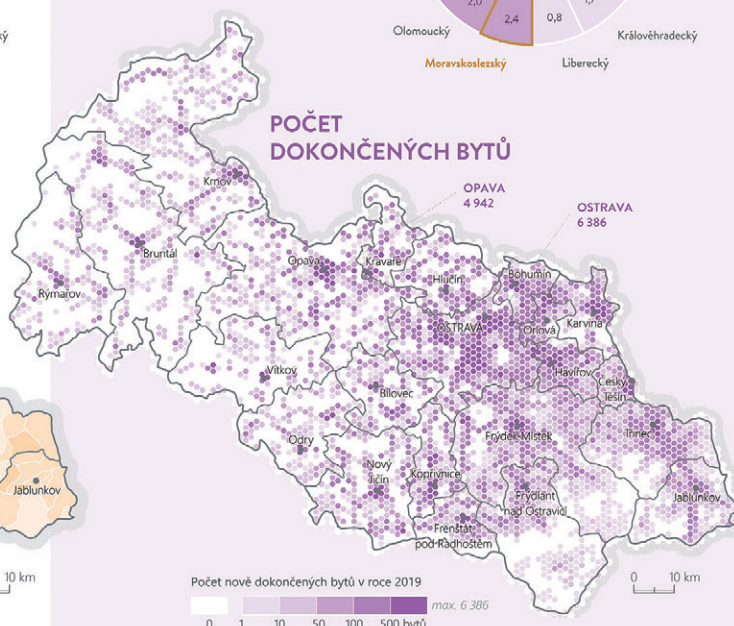 2,4
0,8
Olomoucký
Královéhradecký
Moravskoslezský
Liberecký
POČET
DOKONČENÝCH BYTŮ
OPAVA
4 942
OSTRAVA
6 386
Krnov
Bruntál
Rýmařov
Opava
Kravaře
Hlučín
Bohumín
OSTRAVA
Orlová
Karviná
Havířov
Český
Těšín
Vítkov
Bílovec
Odry
Nový
Jičín
Kopřivnice
Frýdek-Místek
Třinec
Frýdlant
nad Ostravicí
Jablunkov
Frenštát
pod Radhoštěm
Jablunkov
10 km
Počet nově dokončených bytů v roce 2019
max. 6 386
0 1 10 50 100 500 bytů
0 10 km